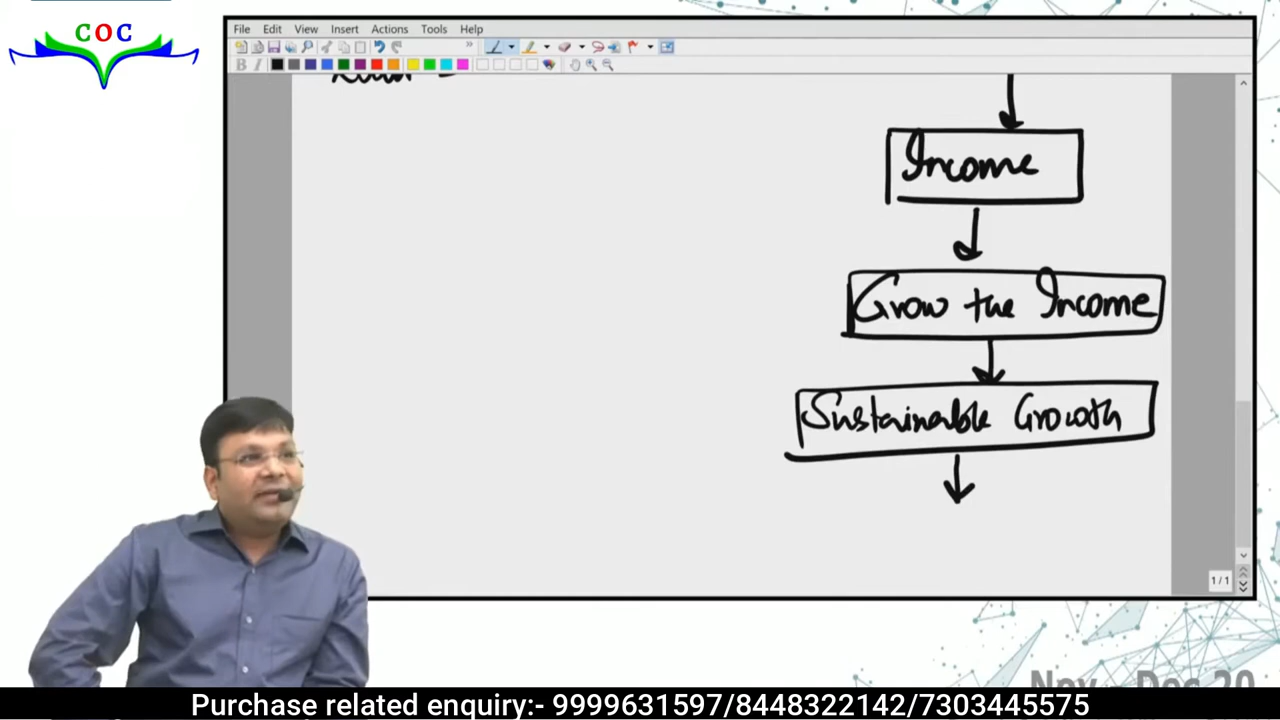 COC
File Edit View Insert Actions Tools Help
B I
Income
Grow the Income
Sustainable Growth
1/1
Purchase related enquiry:- 9999631597/8448322142/7303445575